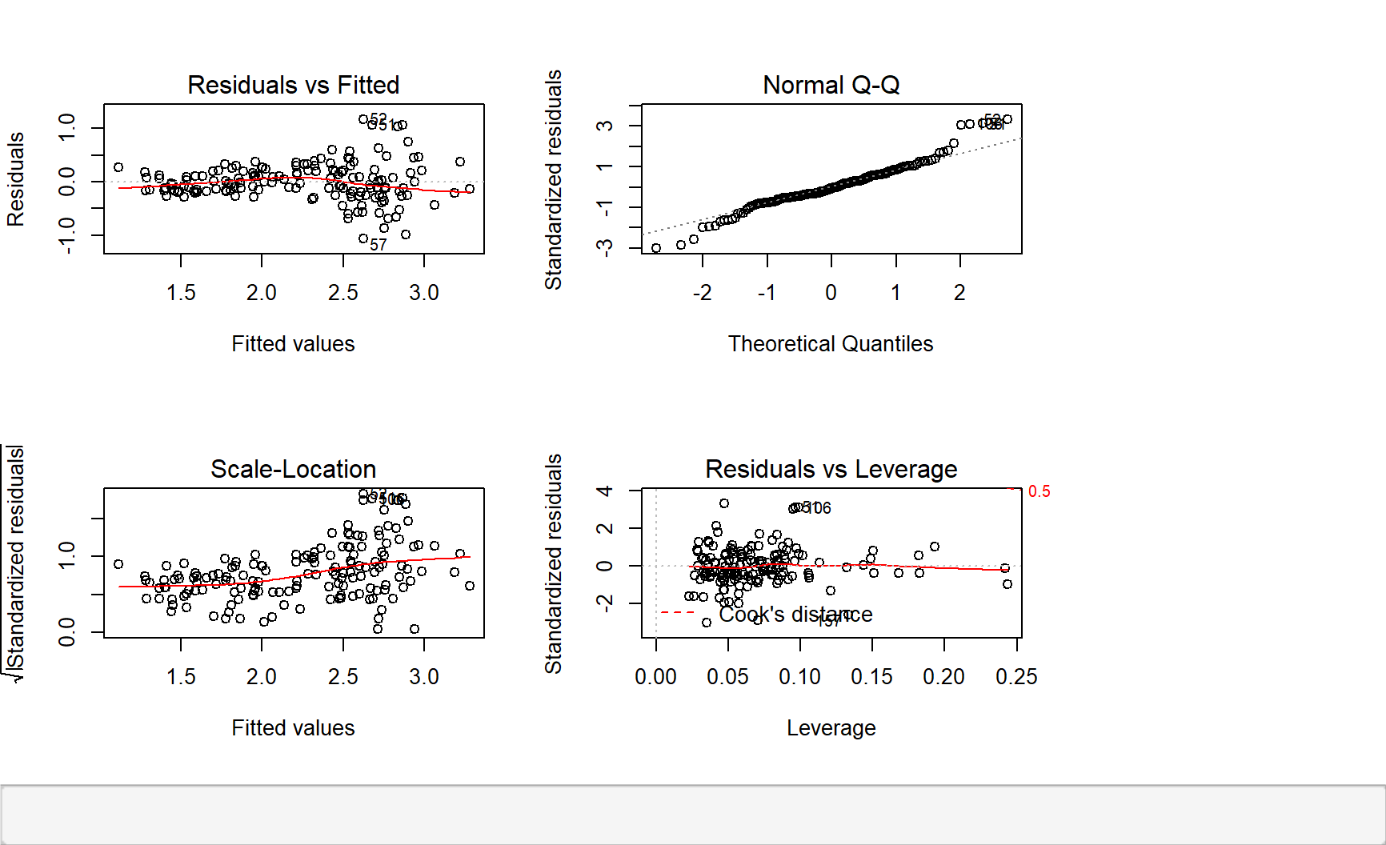 Residuals vs Fitted
Residuals
1.0
0.0
-1.0
52
51
57
1.5 2.0 2.5 3.0
Fitted values
Normal Q-Q
Standardized residuals
3
1
-1
-3
-2 -1 0 1 2
Theoretical Quantiles
Scale-Location
√|Standardized residuals|
1.0
0.0
1.5 2.0 2.5 3.0
Fitted values
Residuals vs Leverage
Standardized residuals
4
2
0
-2
0.5
106
Cook's distance
157
0.00 0.05 0.10 0.15 0.20 0.25
Leverage